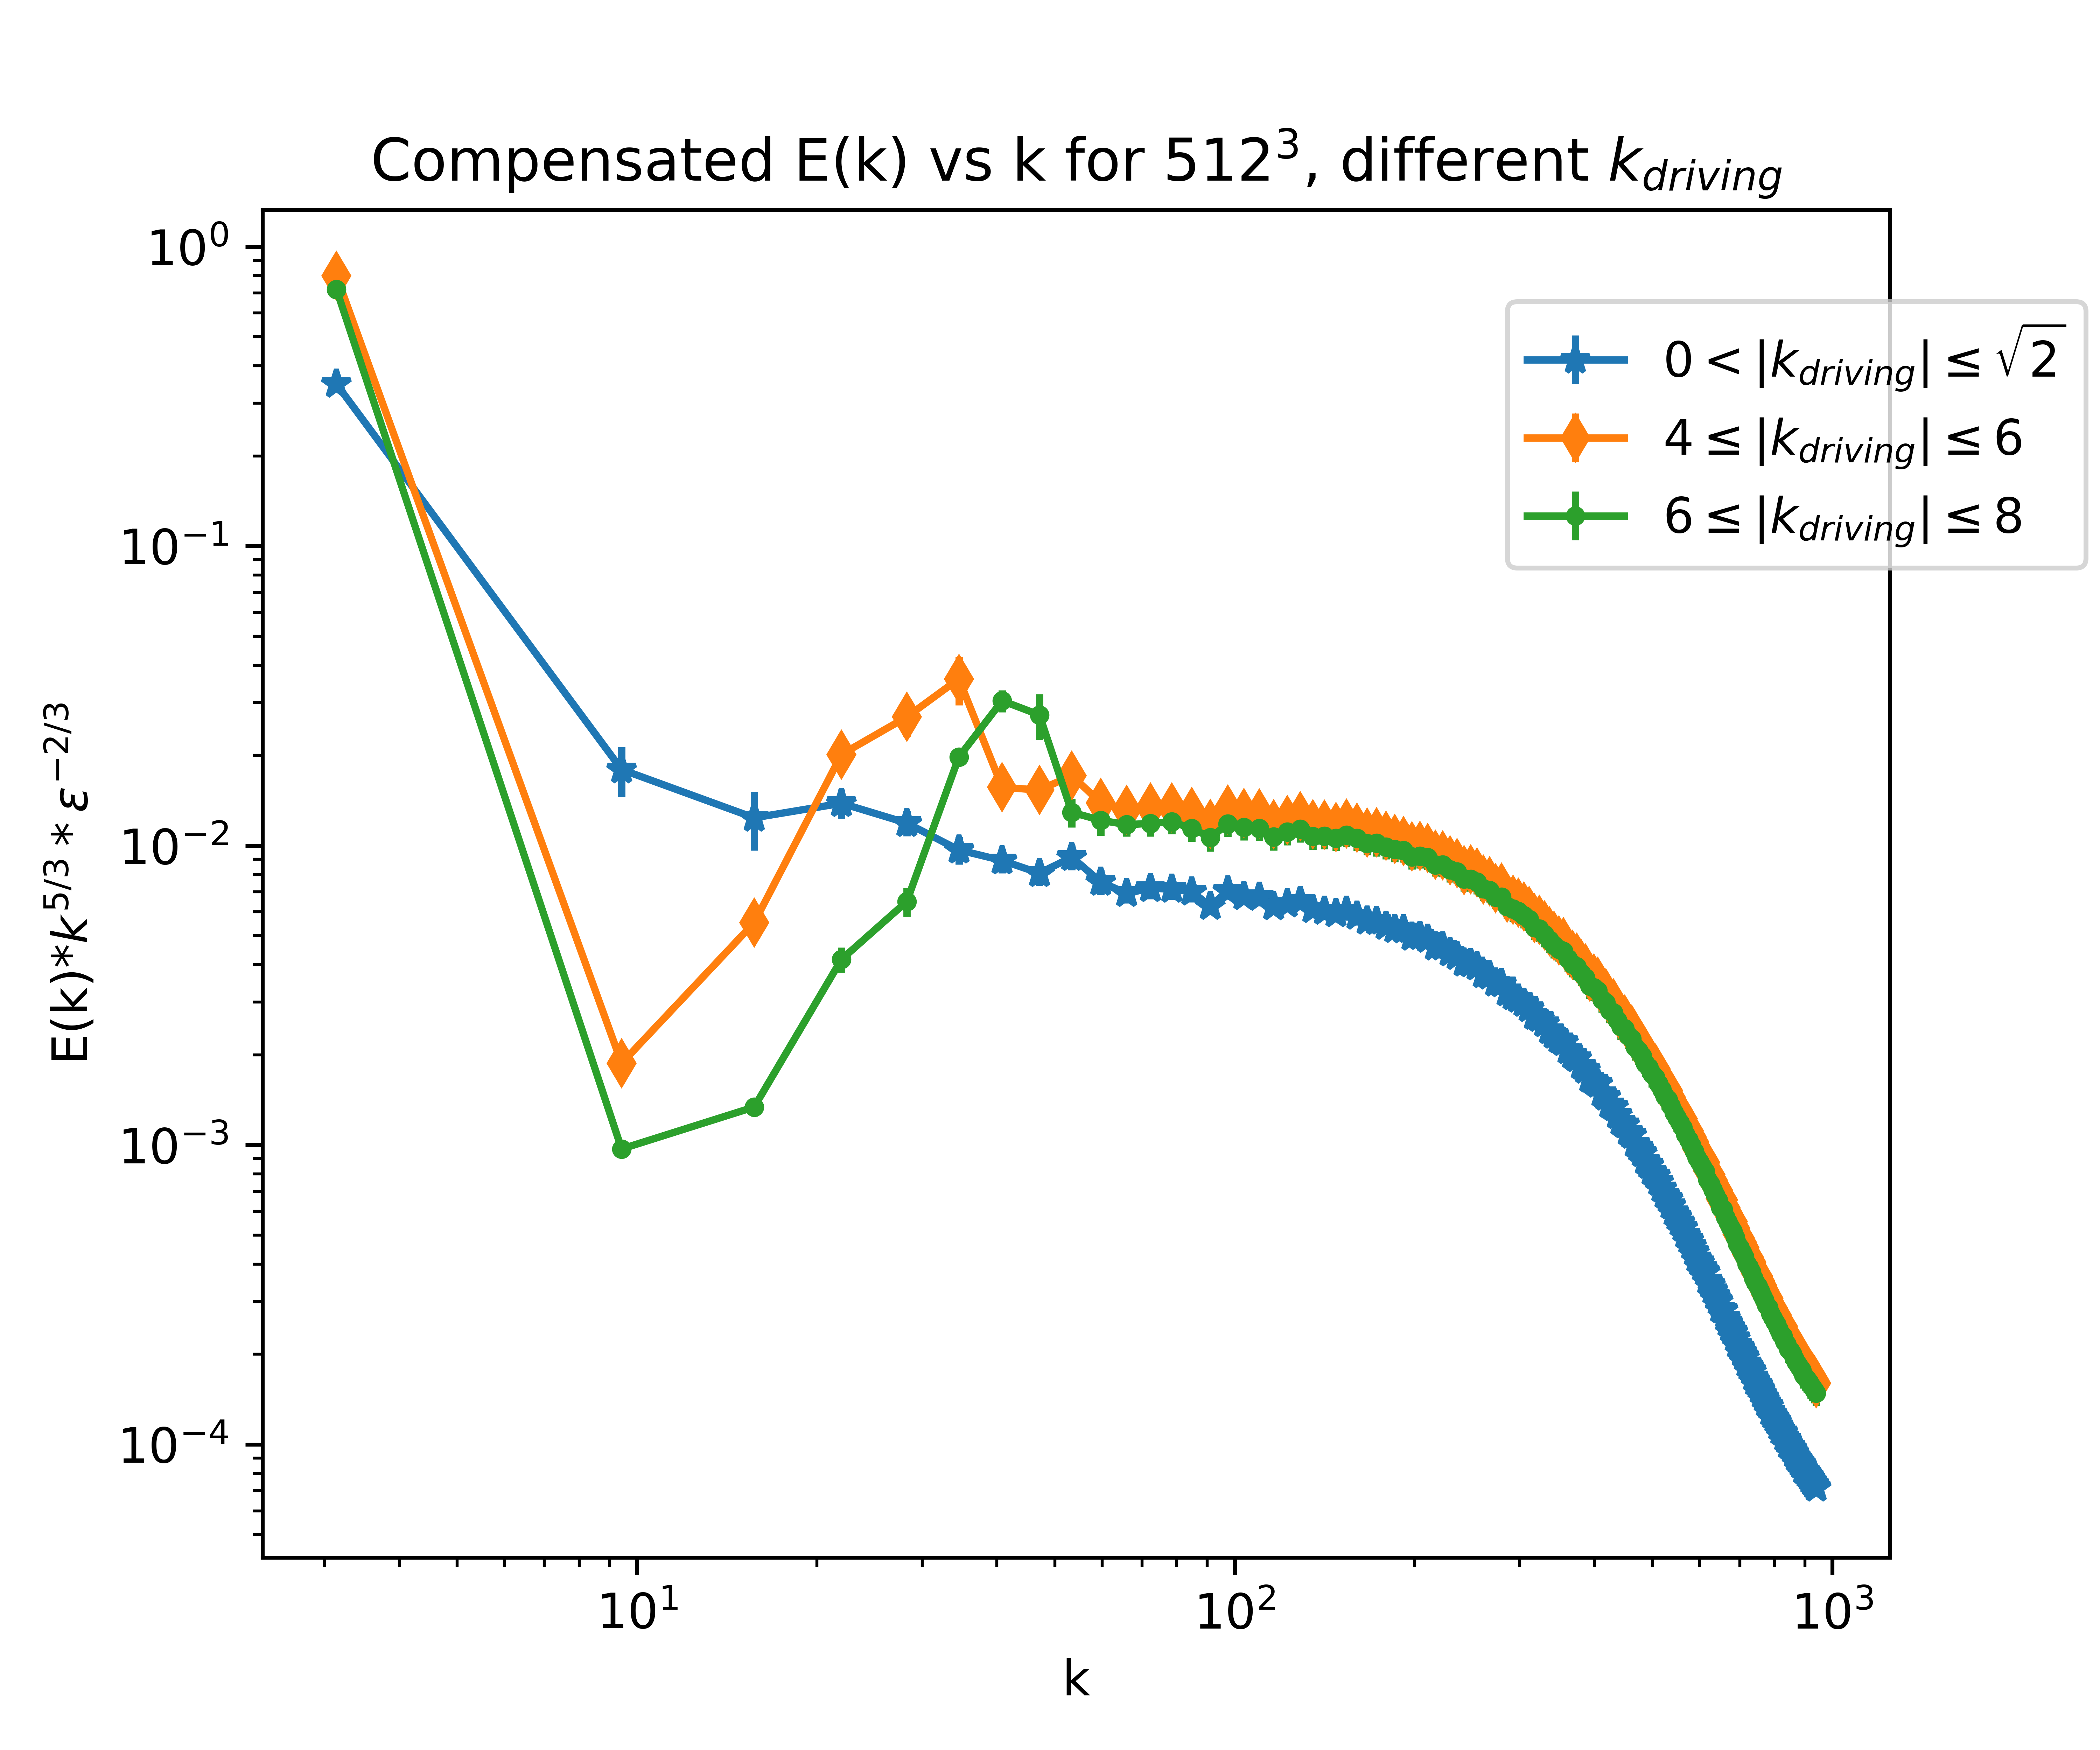 Compensated E(k) vs k for 512³, different k_driving
10⁰
10⁻¹
10⁻²
10⁻³
10⁻⁴
E(k)*k^5/3 * ε^−2/3
0 < |k_driving| ≤ √2
4 ≤ |k_driving| ≤ 6
6 ≤ |k_driving| ≤ 8
10¹ 10² 10³
k